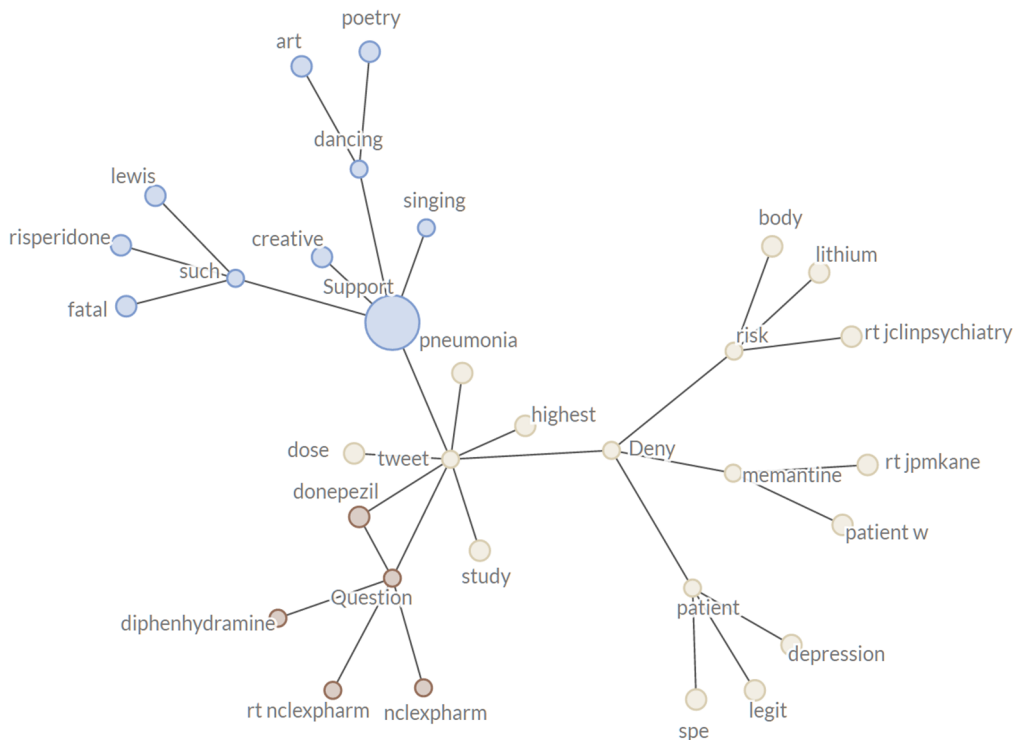 poetry
art
dancing
lewis
singing
body
risperidone
creative
lithium
such
Support
fatal
rt jclinpsychiatry
risk
pneumonia
highest
dose
tweet
Deny
rt jpmkane
memantine
donepezil
patient w
study
Question
patient
diphenhydramine
depression
rt nclexpharm
nclexpharm
legit
spe